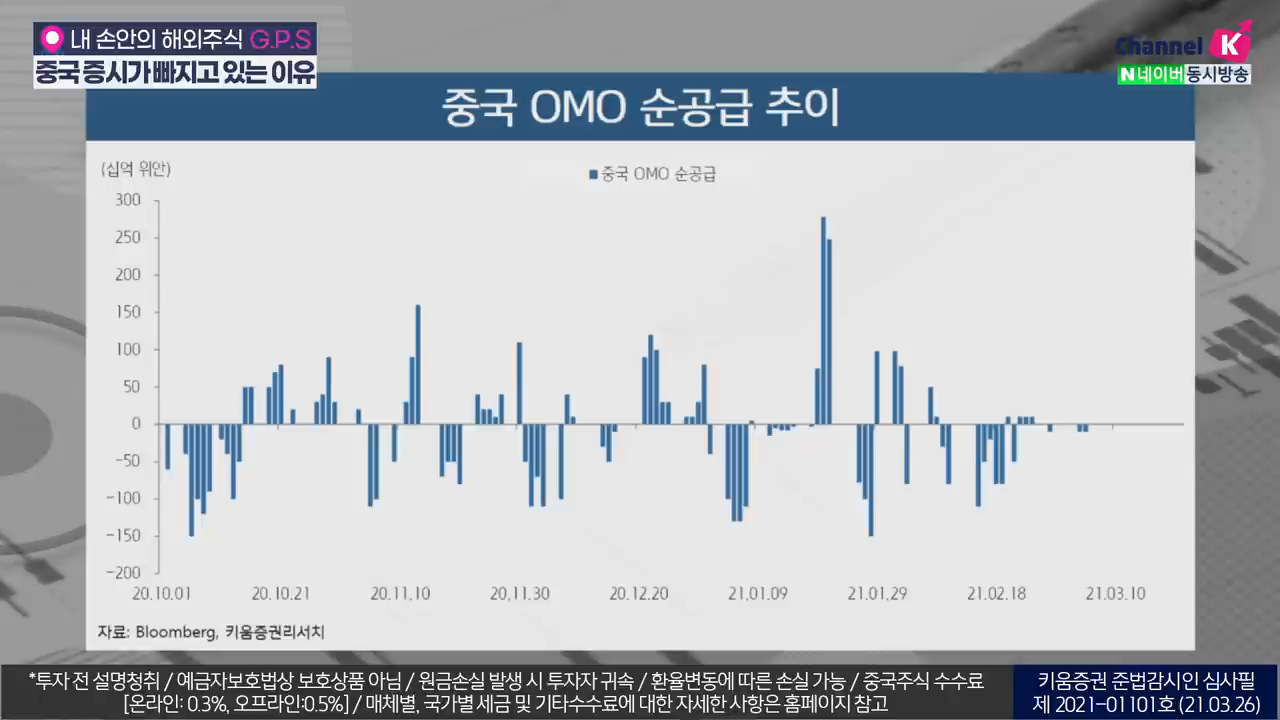 내 손안의 해외주식 G.P.S
중국 증시가 빠지고 있는 이유
Channel K
N 네이버 동시방송
중국 OMO 순공급 추이
(십억 위안)
중국 OMO 순공급
300
250
200
150
100
50
0
-50
-100
-150
-200
20.10.01 20.10.21 20.11.10 20.11.30 20.12.20 21.01.09 21.01.29 21.02.18 21.03.10
자료: Bloomberg, 키움증권리서치
*투자 전 설명청취 / 예금자보호법상 보호상품 아님 / 원금손실 발생 시 투자자 귀속 / 환율변동에 따른 손실 가능 / 중국주식 수수료
[온라인: 0.3%, 오프라인:0.5%] / 매체별, 국가별 세금 및 기타수수료에 대한 자세한 사항은 홈페이지 참고
키움증권 준법감시인 심사필
제 2021-01101호 (21.03.26)